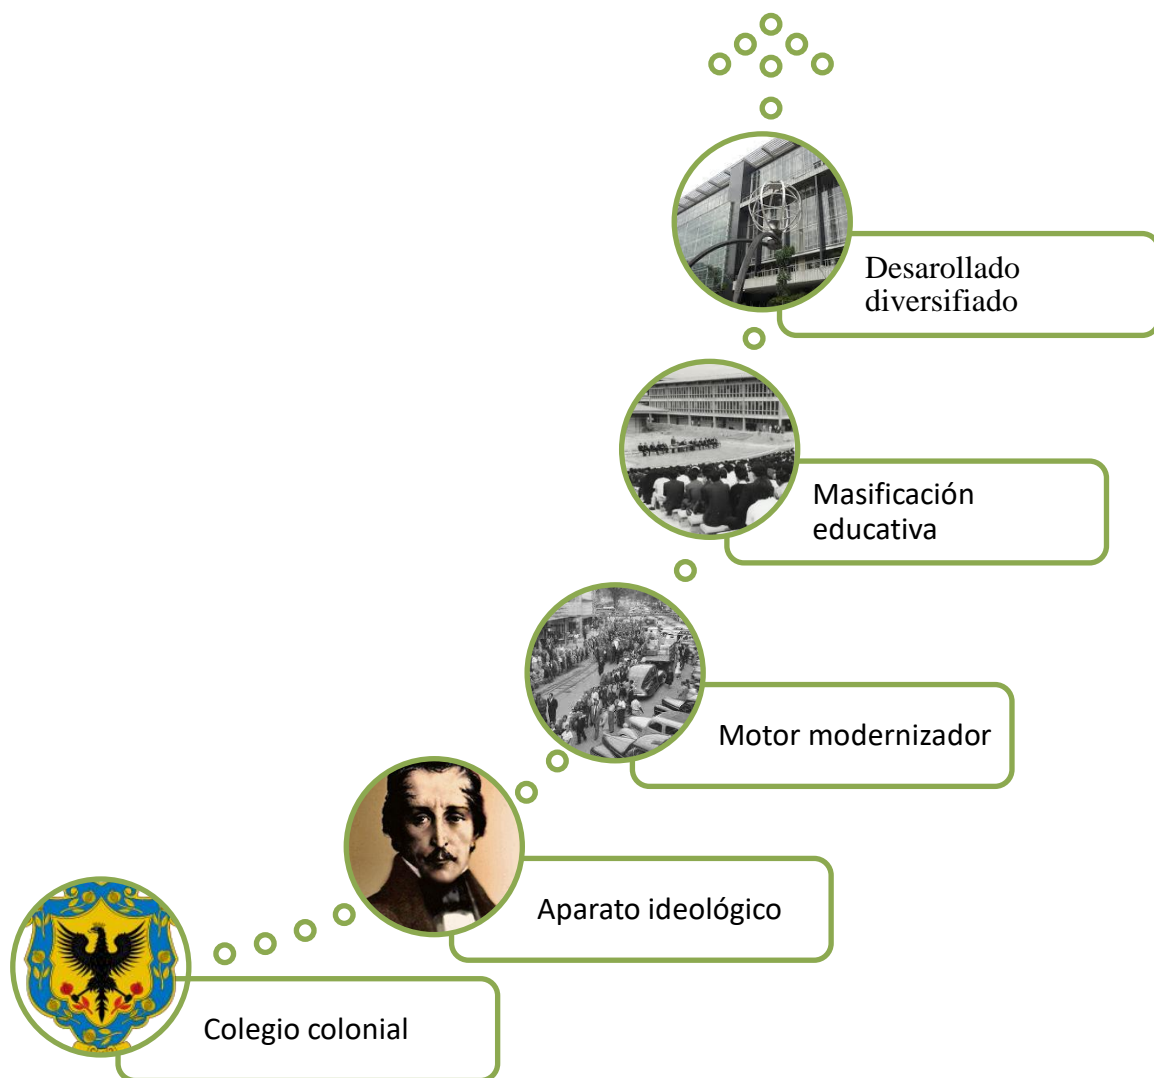 Desarollado
diversifiado
Masificación
educativa
Motor modernizador
Aparato ideológico
Colegio colonial